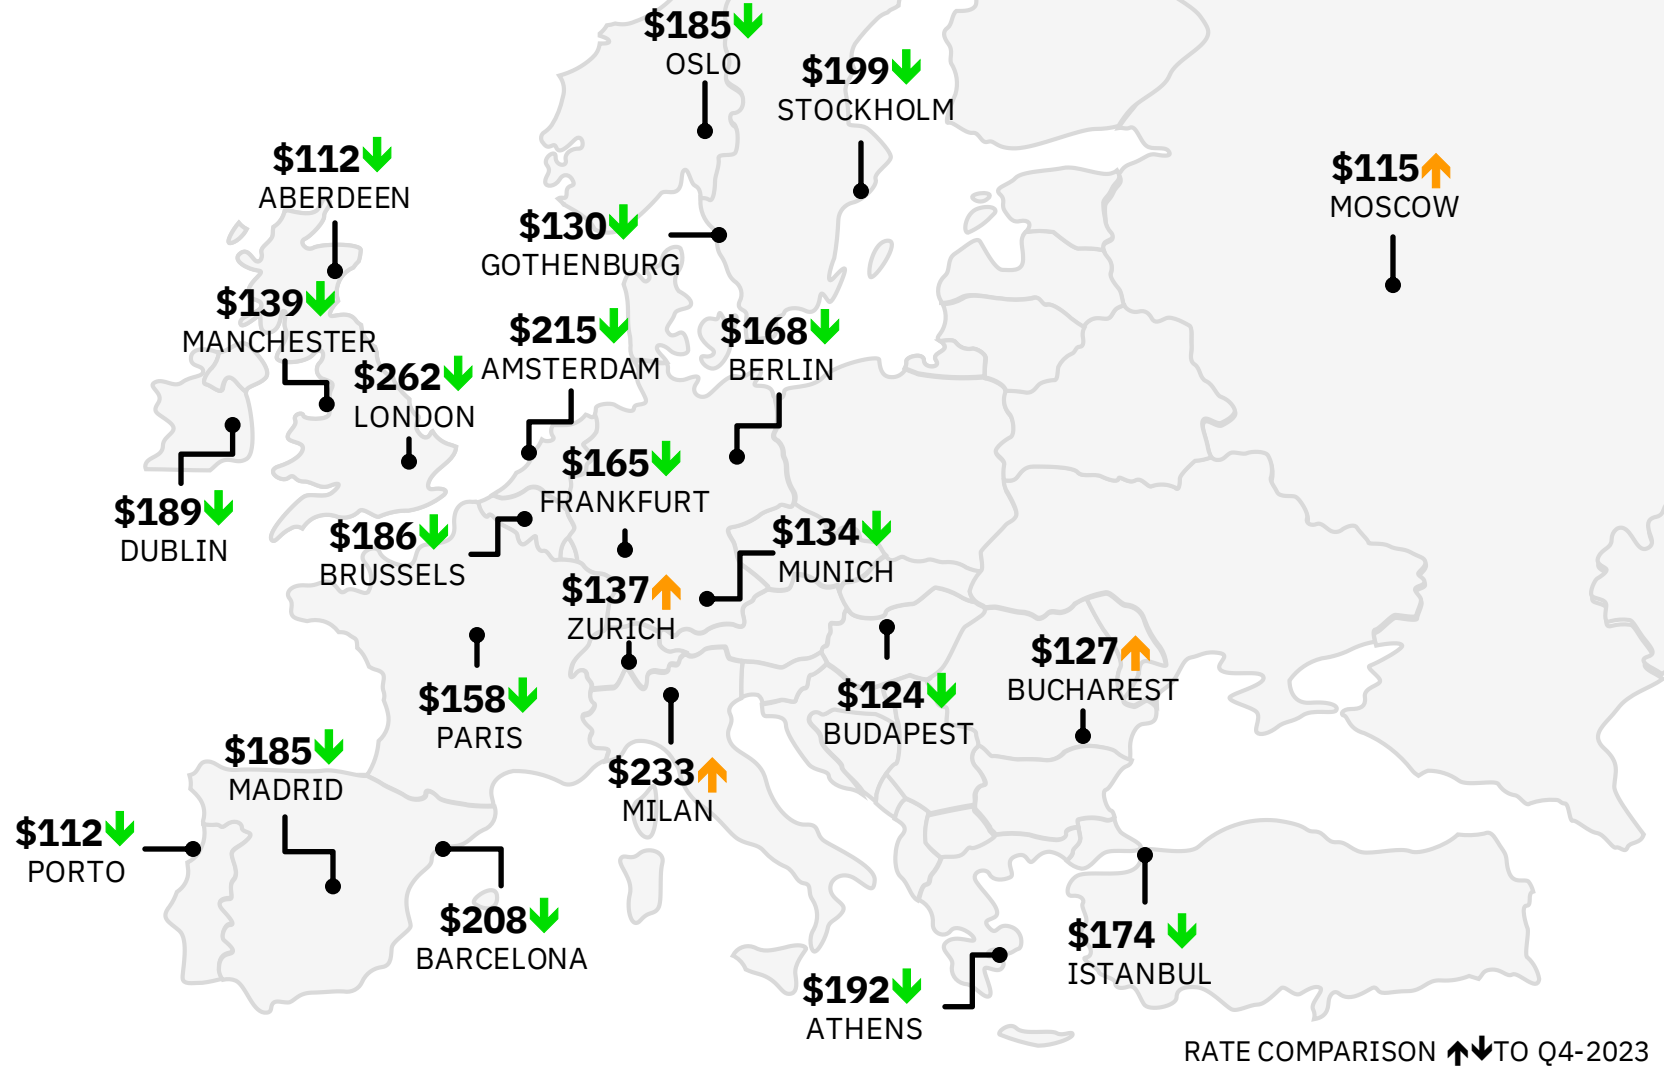 $185
OSLO
$199
STOCKHOLM
$112
ABERDEEN
$115
MOSCOW
$130
GOTHENBURG
$139
MANCHESTER
$215
AMSTERDAM
$168
BERLIN
$262
LONDON
$165
FRANKFURT
$189
DUBLIN
$186
BRUSSELS
$134
MUNICH
$137
ZURICH
$127
BUCHAREST
$158
PARIS
$124
BUDAPEST
$185
MADRID
$233
MILAN
$112
PORTO
$208
BARCELONA
$174
ISTANBUL
$192
ATHENS
RATE COMPARISON ↑↓TO Q4-2023